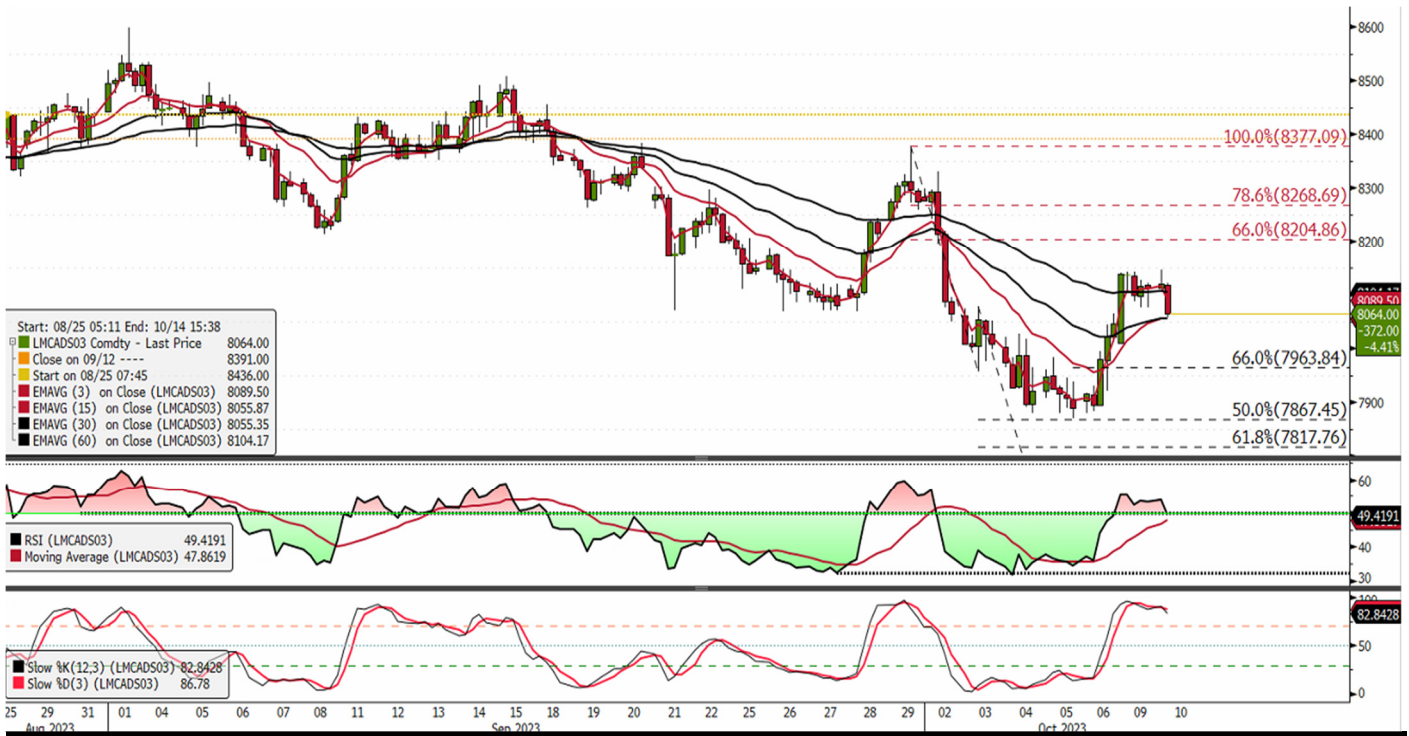 8600
8500
8400
100.0%(8377.09)
8300
78.6%(8268.69)
66.0%(8204.86)
8200
8104.17
8089.50
8064.00
-372.00
-4.41%
66.0%(7963.84)
7900
50.0%(7867.45)
61.8%(7817.76)
Start: 08/25 05:11 End: 10/14 15:38
LMCADS03 Comdty - Last Price 8064.00
Close on 09/12 ---- 8391.00
Start on 08/25 07:45 8436.00
EMAVG (3) on Close (LMCADS03) 8089.50
EMAVG (15) on Close (LMCADS03) 8055.87
EMAVG (30) on Close (LMCADS03) 8055.35
EMAVG (60) on Close (LMCADS03) 8104.17
60
49.4191
40
30
RSI (LMCADS03) 49.4191
Moving Average (LMCADS03) 47.8619
100
82.8428
50
0
Slow %K(12,3) (LMCADS03) 82.8428
Slow %D(3) (LMCADS03) 86.78
25 29 31 01 04 05 06 07 08 11 12 13 14 15 18 19 20 21 22 25 26 27 28 29 02 03 04 05 06 09 10
Aug 2023 Sep 2023 Oct 2023